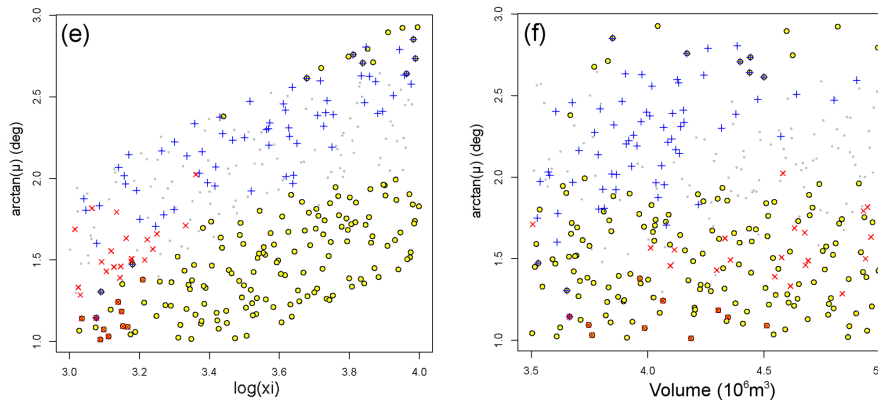 (e)
arctan(μ) (deg)
3.0
2.5
2.0
1.5
1.0
3.0 3.2 3.4 3.6 3.8 4.0
log(xi)
(f)
arctan(μ) (deg)
3.0
2.5
2.0
1.5
1.0
3.5 4.0 4.5
Volume (10⁶m³)